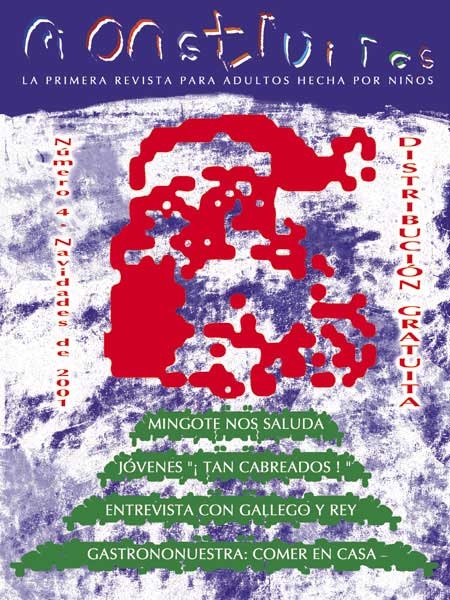 monstruitos
LA PRIMERA REVISTA PARA ADULTOS HECHA POR NIÑOS
Número 4 - Navidades de 2001
DISTRIBUCIÓN GRATUITA
MINGOTE NOS SALUDA
JÓVENES "¡ TAN CABREADOS ! "
ENTREVISTA CON GALLEGO Y REY
GASTRONONUESTRA: COMER EN CASA –